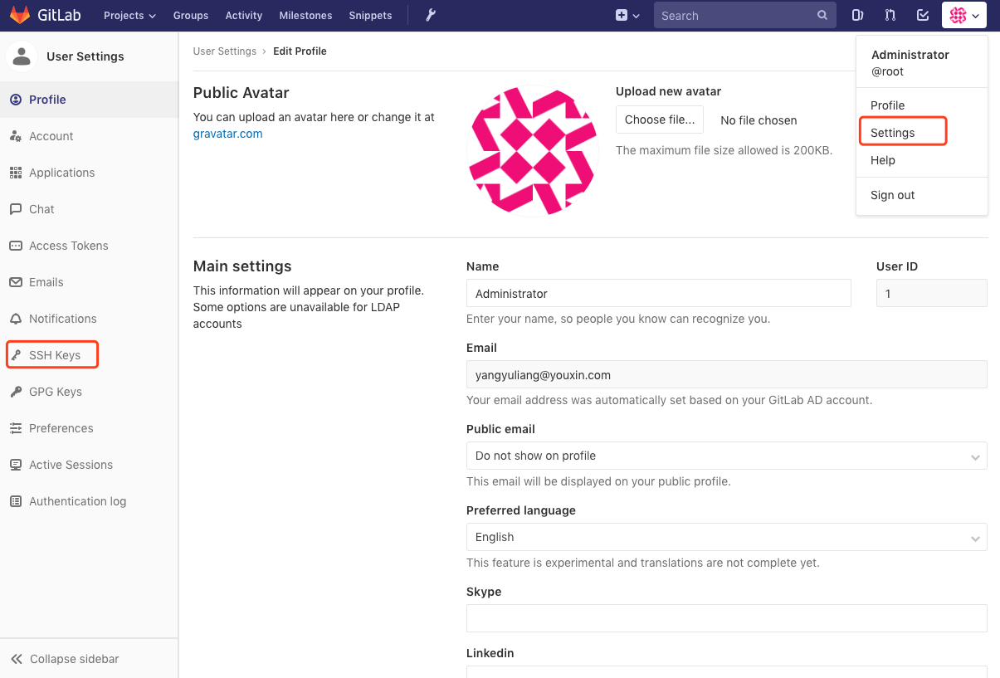 GitLab Projects Groups Activity Milestones Snippets Search
User Settings
Profile
Account
Applications
Chat
Access Tokens
Emails
Notifications
SSH Keys
GPG Keys
Preferences
Active Sessions
Authentication log
Collapse sidebar
User Settings › Edit Profile
Public Avatar
You can upload an avatar here or change it at
gravatar.com
Upload new avatar
Choose file... No file chosen
The maximum file size allowed is 200KB.
Administrator
@root
Profile
Settings
Help
Sign out
Main settings
This information will appear on your profile.
Some options are unavailable for LDAP
accounts
Name
Administrator
Enter your name, so people you know can recognize you.
User ID
1
Email
yangyuliang@youxin.com
Your email address was automatically set based on your GitLab AD account.
Public email
Do not show on profile
This email will be displayed on your public profile.
Preferred language
English
This feature is experimental and translations are not complete yet.
Skype
Linkedin